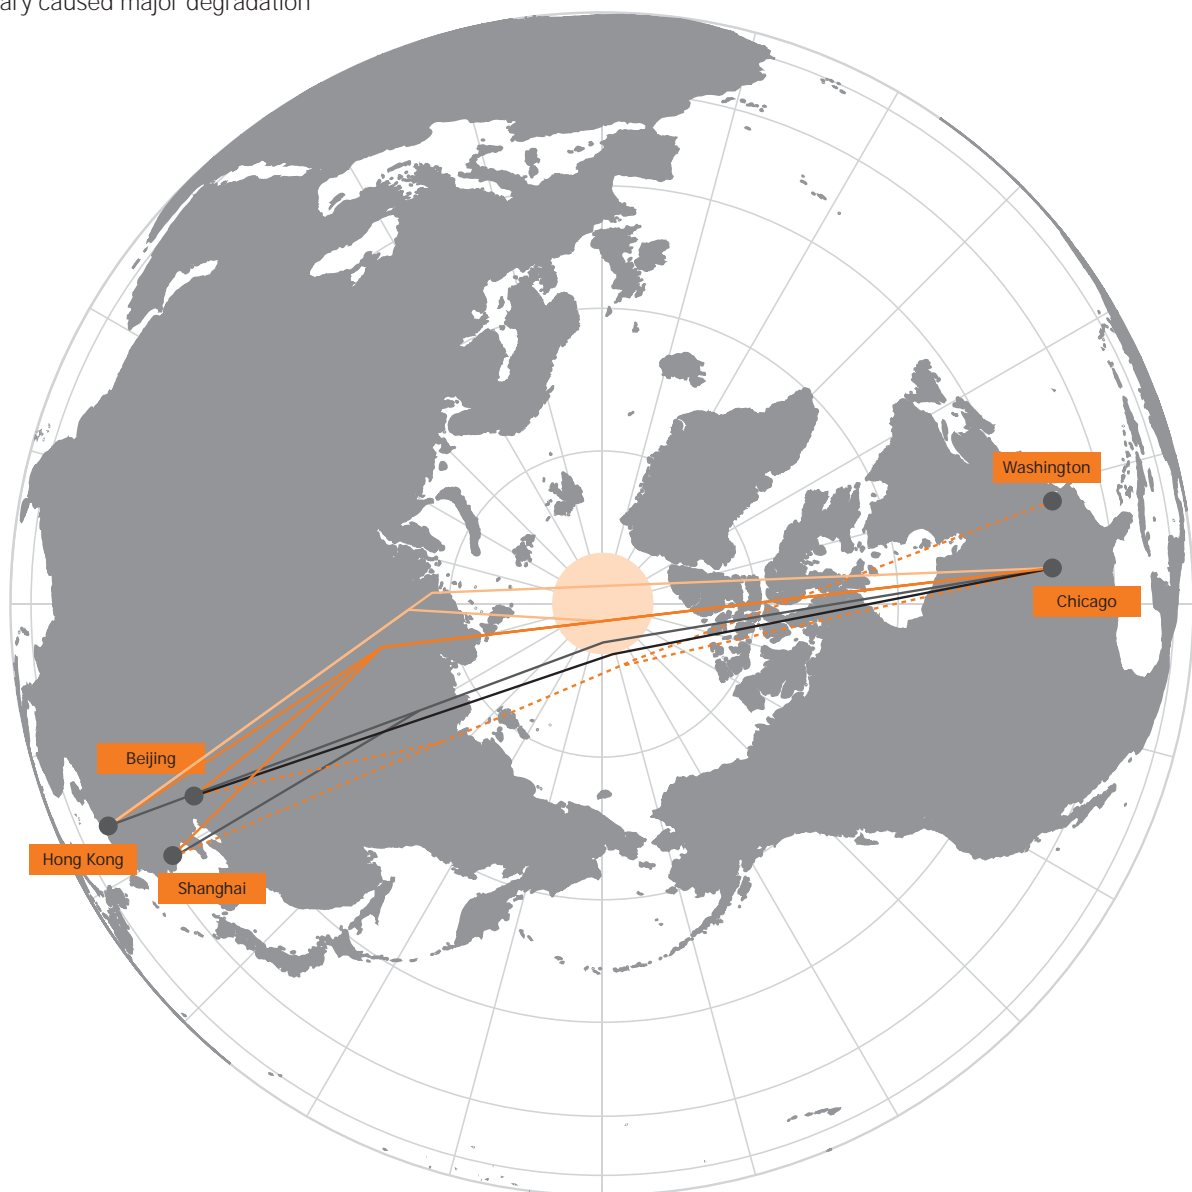 ary caused major degradation
Washington
Chicago
Beijing
Hong Kong
Shanghai